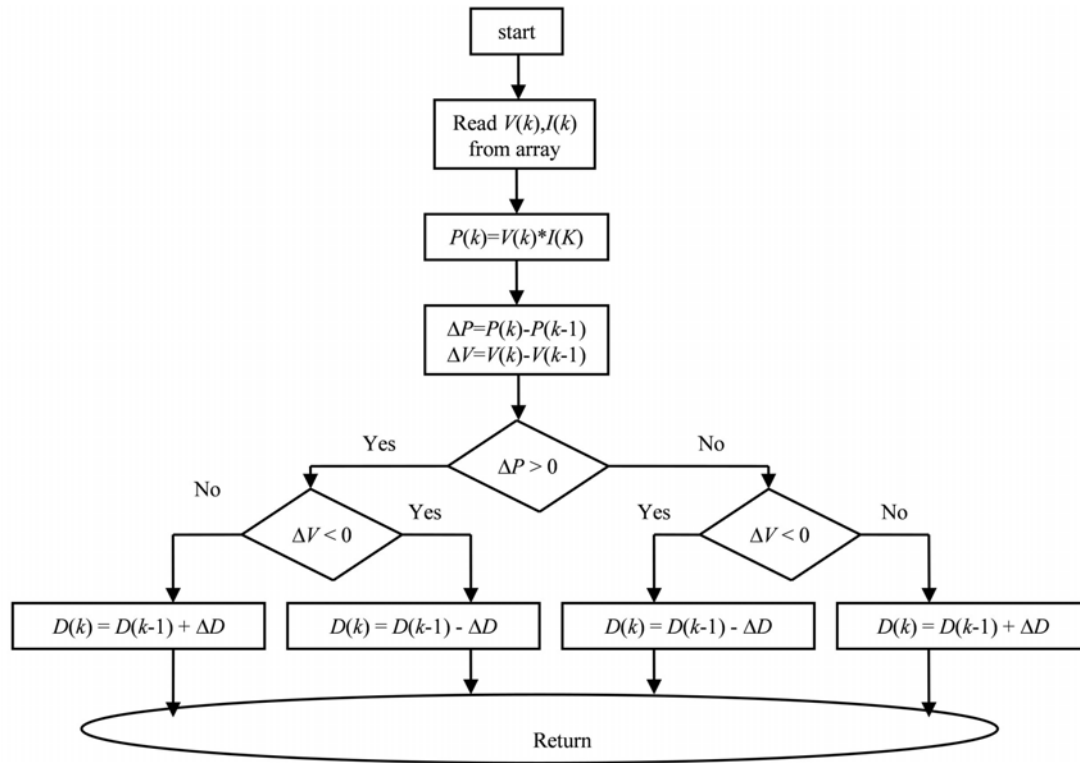 start
Read V(k),I(k)
from array
P(k)=V(k)*I(K)
ΔP=P(k)-P(k-1)
ΔV=V(k)-V(k-1)
Yes
No
ΔP > 0
No
Yes
Yes
No
ΔV < 0
ΔV < 0
D(k) = D(k-1) + ΔD
D(k) = D(k-1) - ΔD
D(k) = D(k-1) - ΔD
D(k) = D(k-1) + ΔD
Return